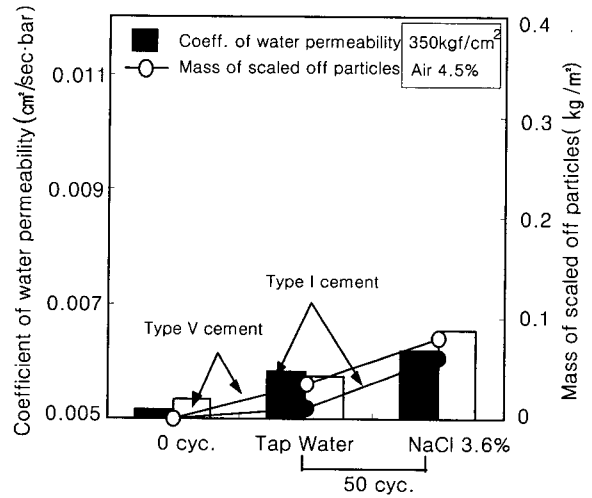 Coeff. of water permeability
Mass of scaled off particles
350kgf/cm²
Air 4.5%
Coefficient of water permeability (cm²/sec·bar)
0.011
0.009
0.007
0.005
0.4
0.3
0.2
0.1
0
Mass of scaled off particles( kg /m²)
Type I cement
Type V cement
0 cyc.
Tap Water
NaCl 3.6%
50 cyc.